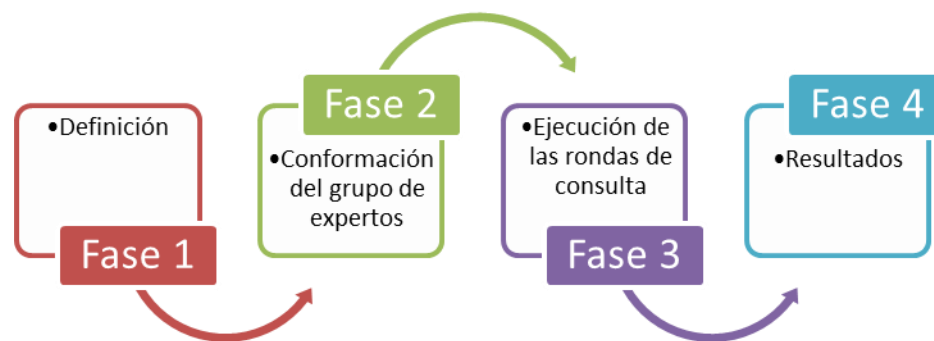 •Definición
Fase 1
Fase 2
•Conformación
del grupo de
expertos
•Ejecución de
las rondas de
consulta
Fase 3
Fase 4
•Resultados